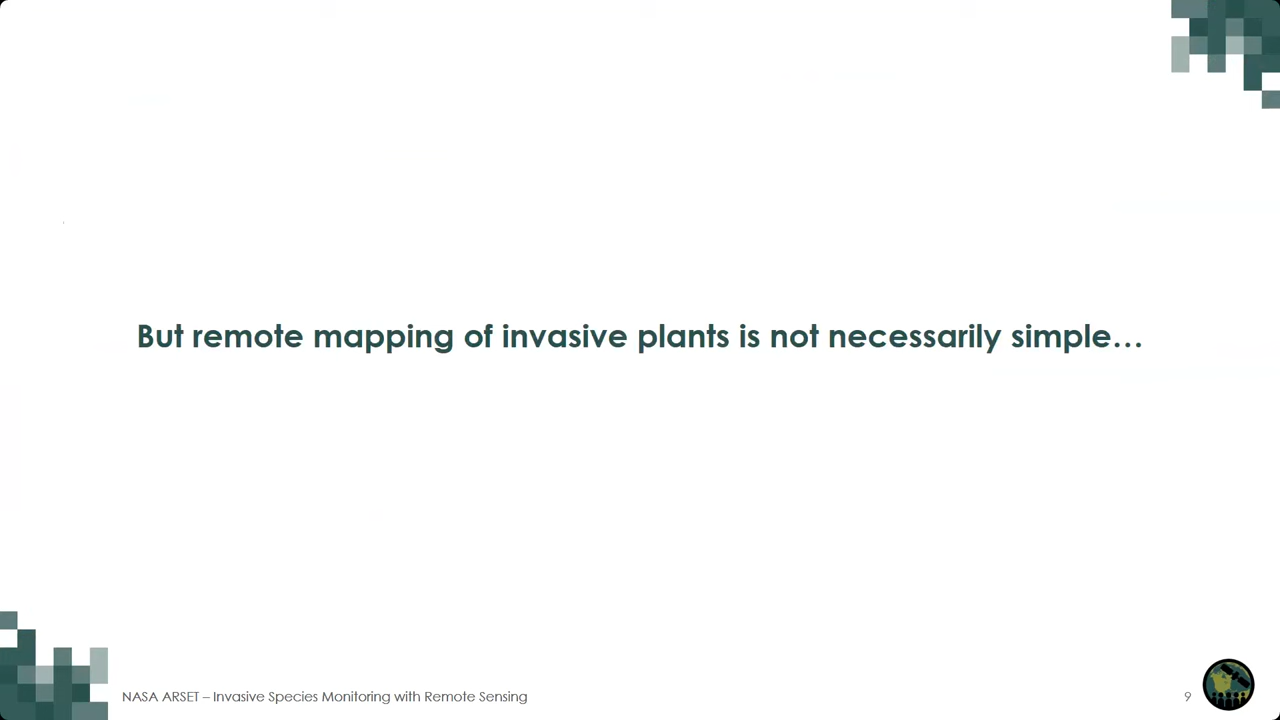 But remote mapping of invasive plants is not necessarily simple…
NASA ARSET – Invasive Species Monitoring with Remote Sensing
9